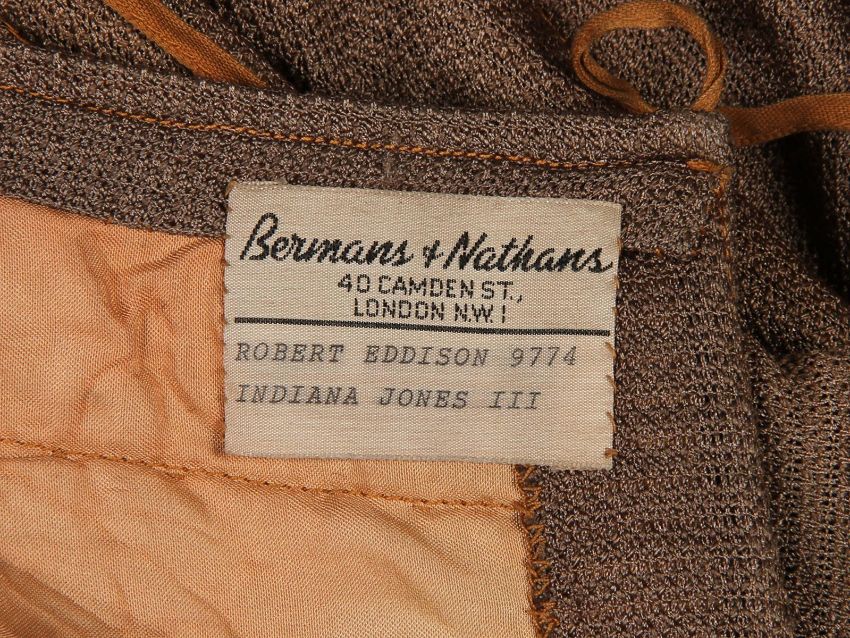 Bermans & Nathans
40 CAMDEN ST.,
LONDON N.W.1
ROBERT EDDISON 9774
INDIANA JONES III